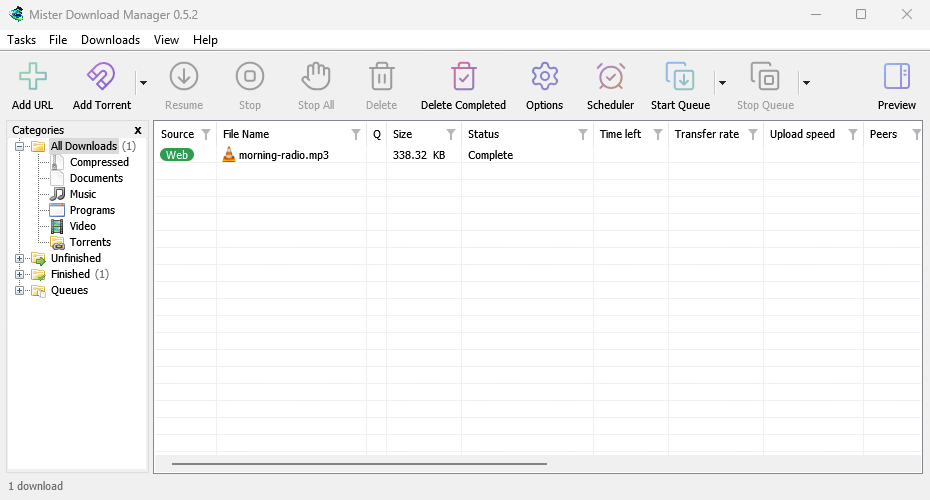 Mister Download Manager 0.5.2
Tasks File Downloads View Help
Add URL Add Torrent Resume Stop Stop All Delete Delete Completed Options Scheduler Start Queue Stop Queue Preview
Categories x
Source File Name Q Size Status Time left Transfer rate Upload speed Peers
Web morning-radio.mp3 338.32 KB Complete
All Downloads (1)
Compressed
Documents
Music
Programs
Video
Torrents
Unfinished
Finished (1)
Queues
1 download